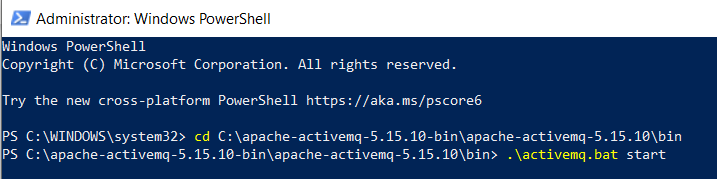 Administrator: Windows PowerShell
Windows PowerShell
Copyright (C) Microsoft Corporation. All rights reserved.
Try the new cross-platform PowerShell https://aka.ms/pscore6
PS C:\WINDOWS\system32> cd C:\apache-activemq-5.15.10-bin\apache-activemq-5.15.10\bin
PS C:\apache-activemq-5.15.10-bin\apache-activemq-5.15.10\bin> .\activemq.bat start